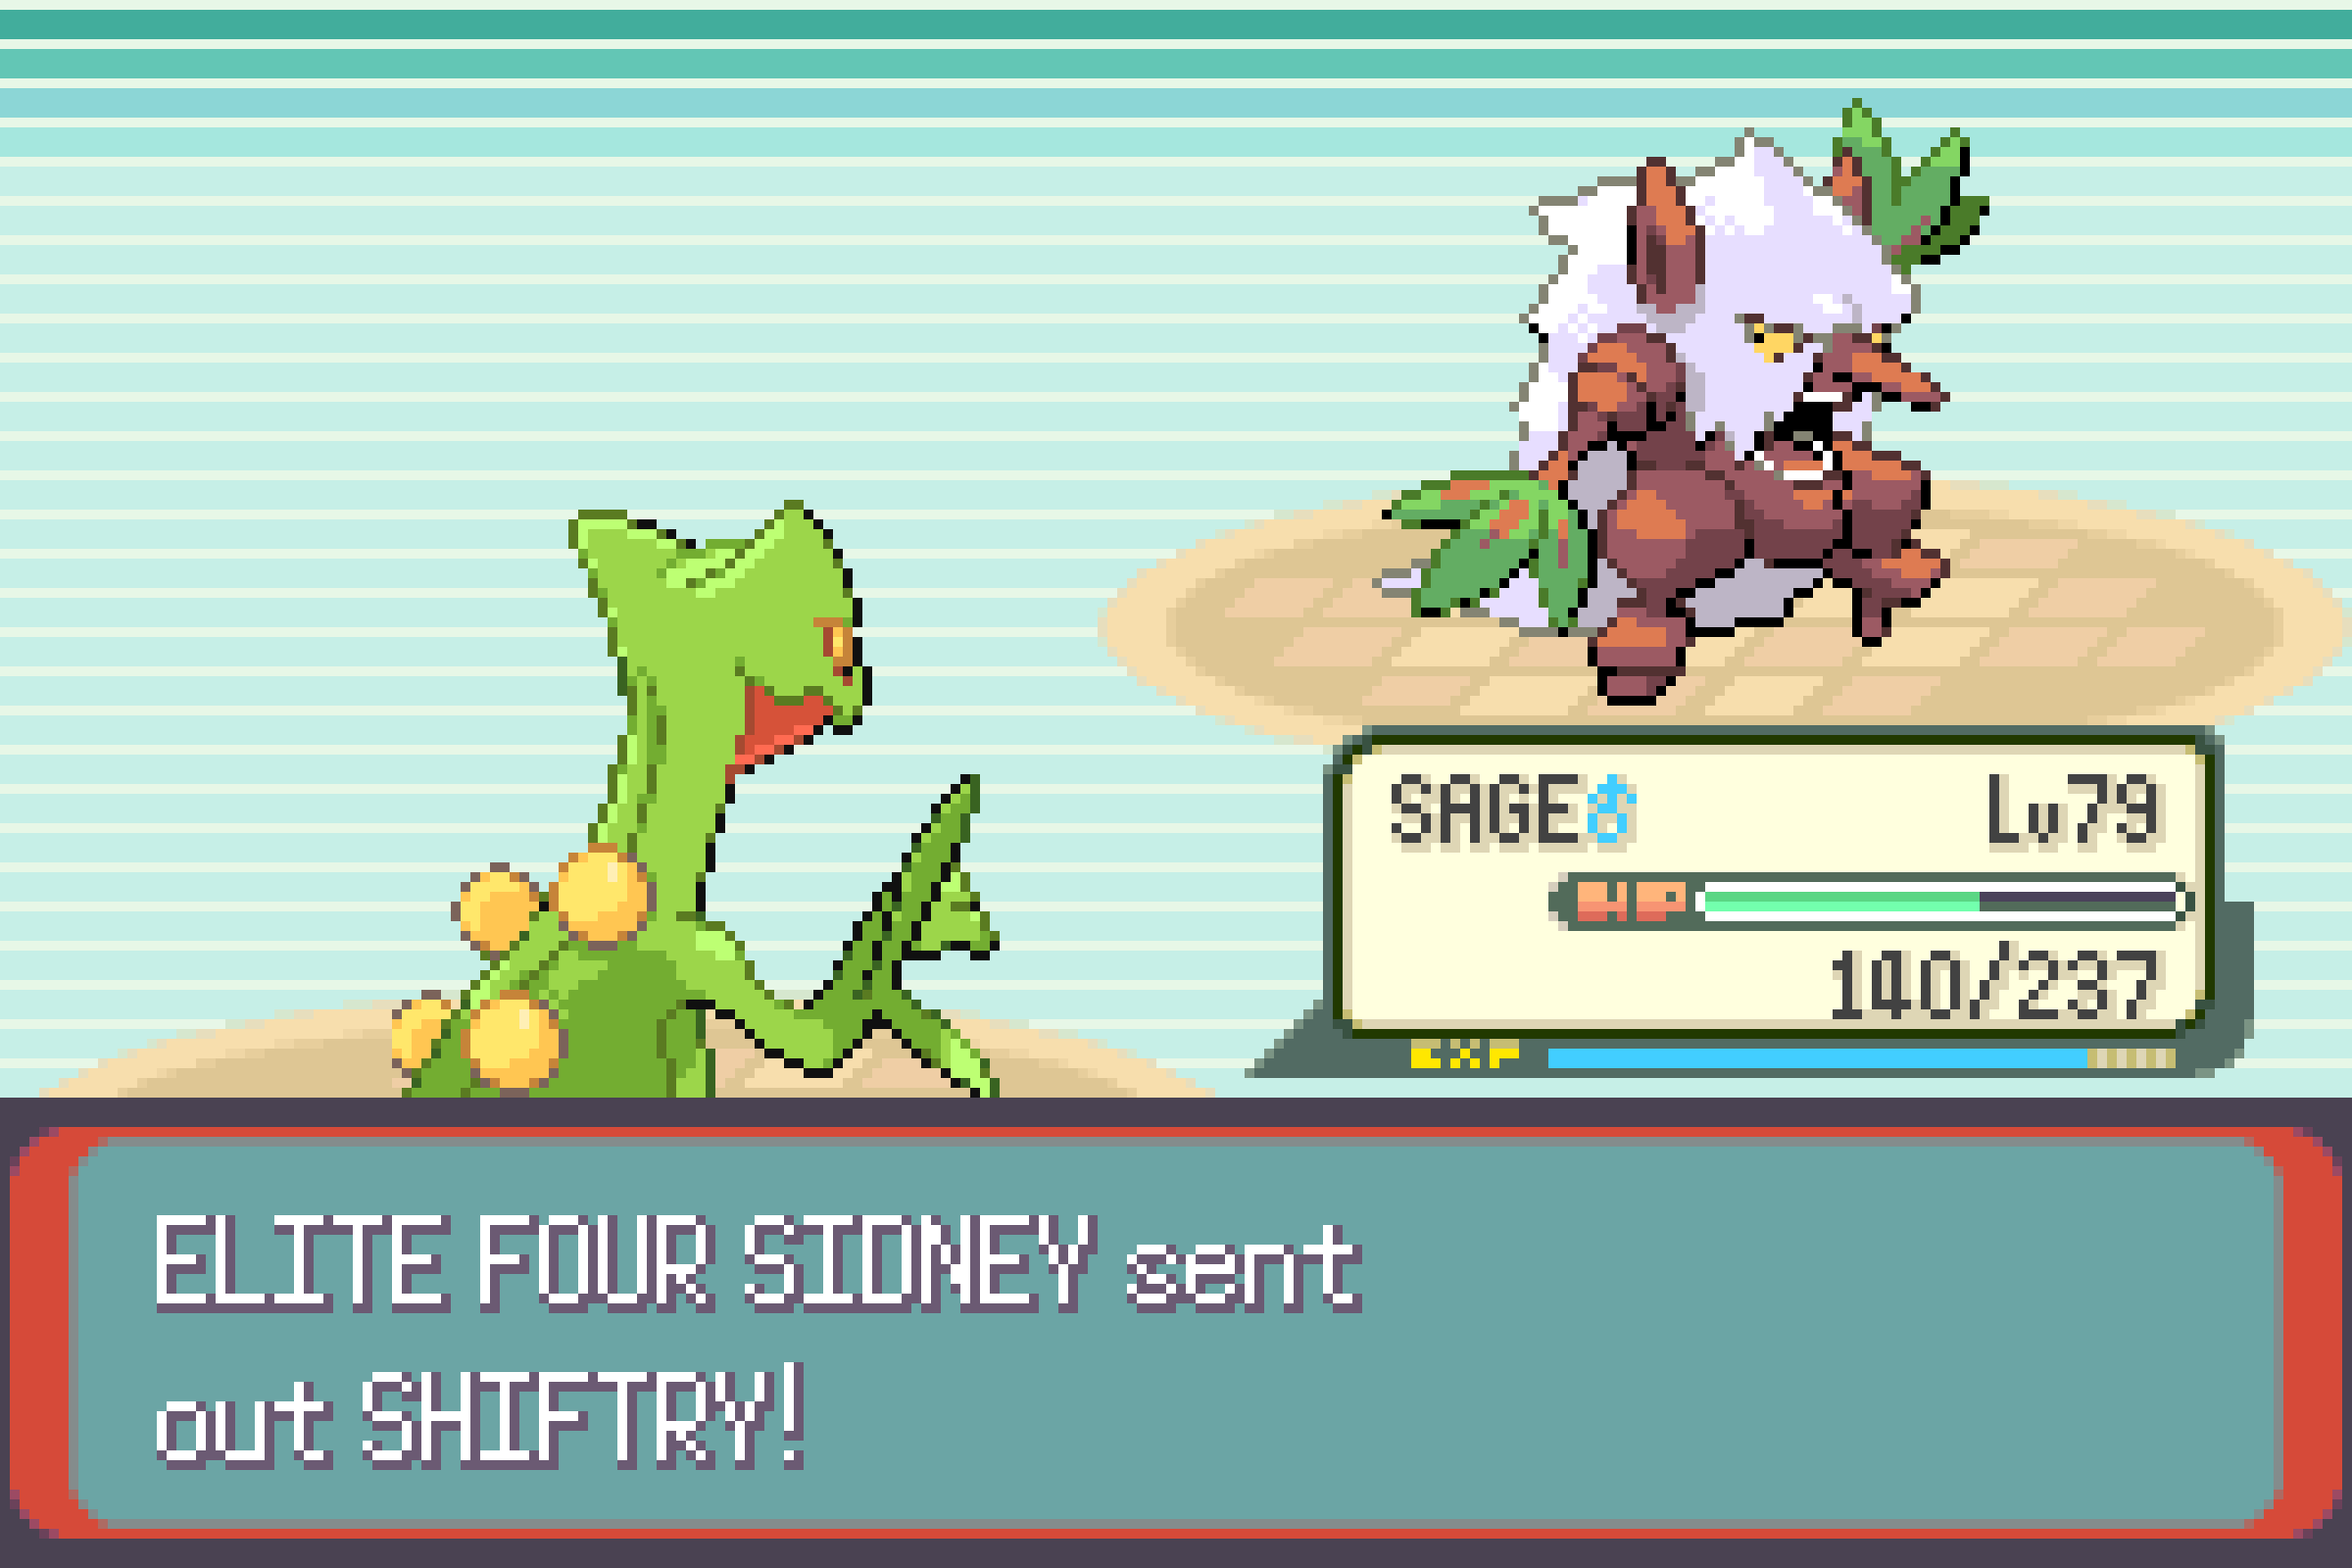 SAGE♂ Lv79
HP
140/237
EXP
ELITE FOUR SIDNEY sent
out SHIFTRY!